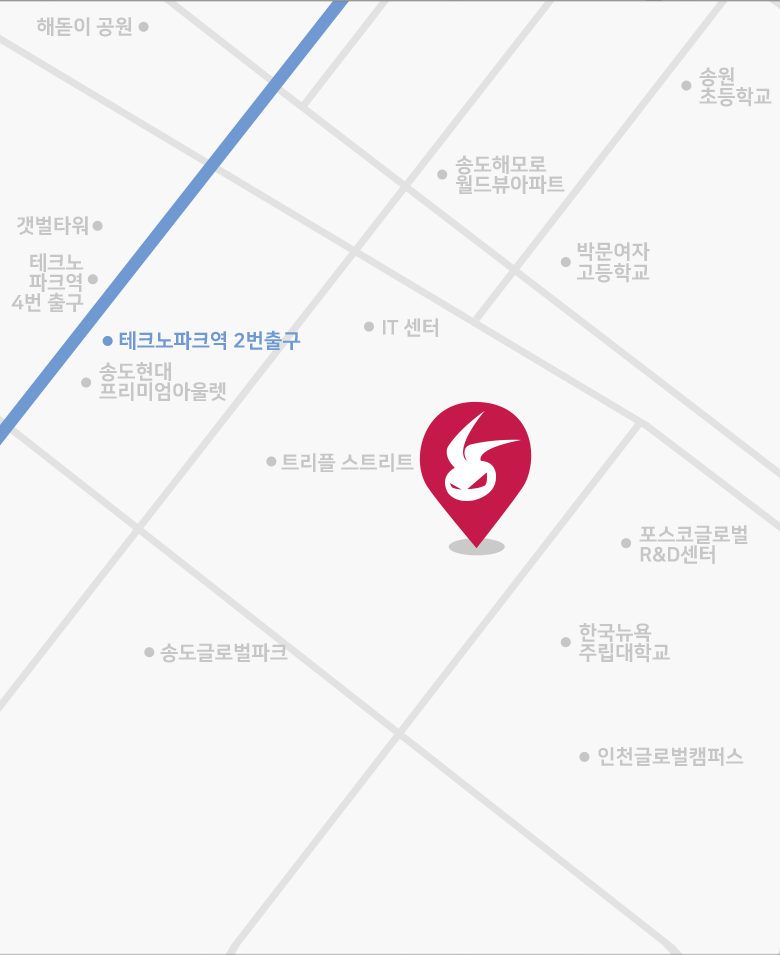 해돋이 공원
송원
초등학교
송도해모로
월드뷰아파트
갯벌타워
박문여자
고등학교
테크노
파크역
4번 출구
IT 센터
테크노파크역 2번출구
송도현대
프리미엄아울렛
트리플 스트리트
포스코글로벌
R&D센터
한국뉴욕
주립대학교
송도글로벌파크
인천글로벌캠퍼스